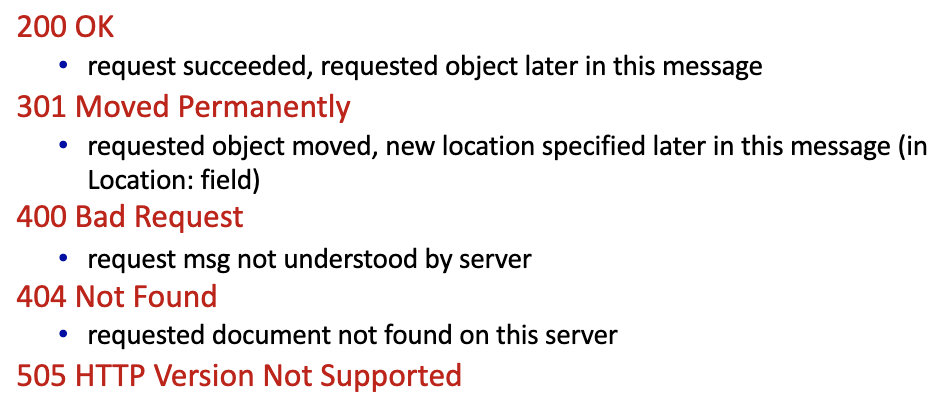 200 OK
• request succeeded, requested object later in this message
301 Moved Permanently
• requested object moved, new location specified later in this message (in
Location: field)
400 Bad Request
• request msg not understood by server
404 Not Found
• requested document not found on this server
505 HTTP Version Not Supported